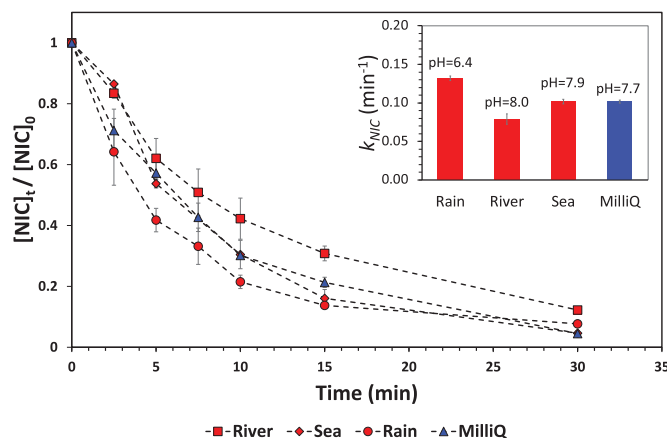 [NIC]t / [NIC]0
1
0.8
0.6
0.4
0.2
0
0 5 10 15 20 25 30 35
Time (min)
kNIC (min-1)
0.20
0.15
0.10
0.05
0.00
pH=6.4
pH=8.0
pH=7.9
pH=7.7
Rain River Sea MilliQ
River Sea Rain MilliQ